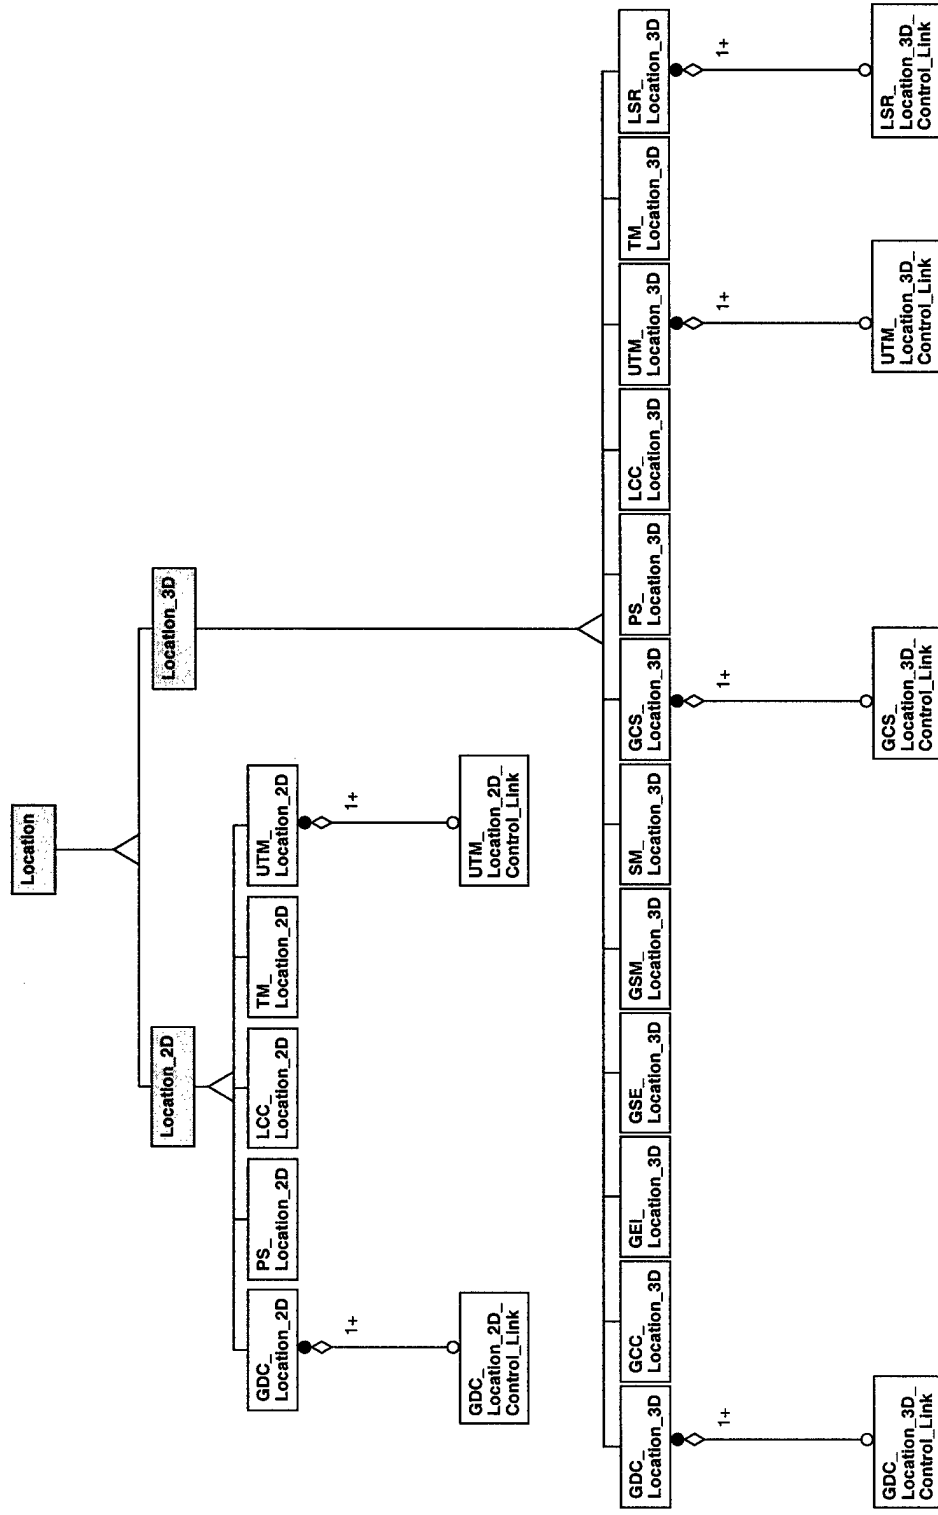 Location
Location_2D
Location_3D
GDC_
Location_2D
PS_
Location_2D
LCC_
Location_2D
TM_
Location_2D
UTM_
Location_2D
1+
1+
GDC_
Location_2D_
Control_Link
UTM_
Location_2D_
Control_Link
GDC_
Location_3D
GCC_
Location_3D
GEI_
Location_3D
GSE_
Location_3D
GSM_
Location_3D
SM_
Location_3D
GCS_
Location_3D
PS_
Location_3D
LCC_
Location_3D
UTM_
Location_3D
TM_
Location_3D
LSR_
Location_3D
1+
1+
1+
1+
GDC_
Location_3D_
Control_Link
GCS_
Location_3D_
Control_Link
UTM_
Location_3D_
Control_Link
LSR_
Location_3D_
Control_Link